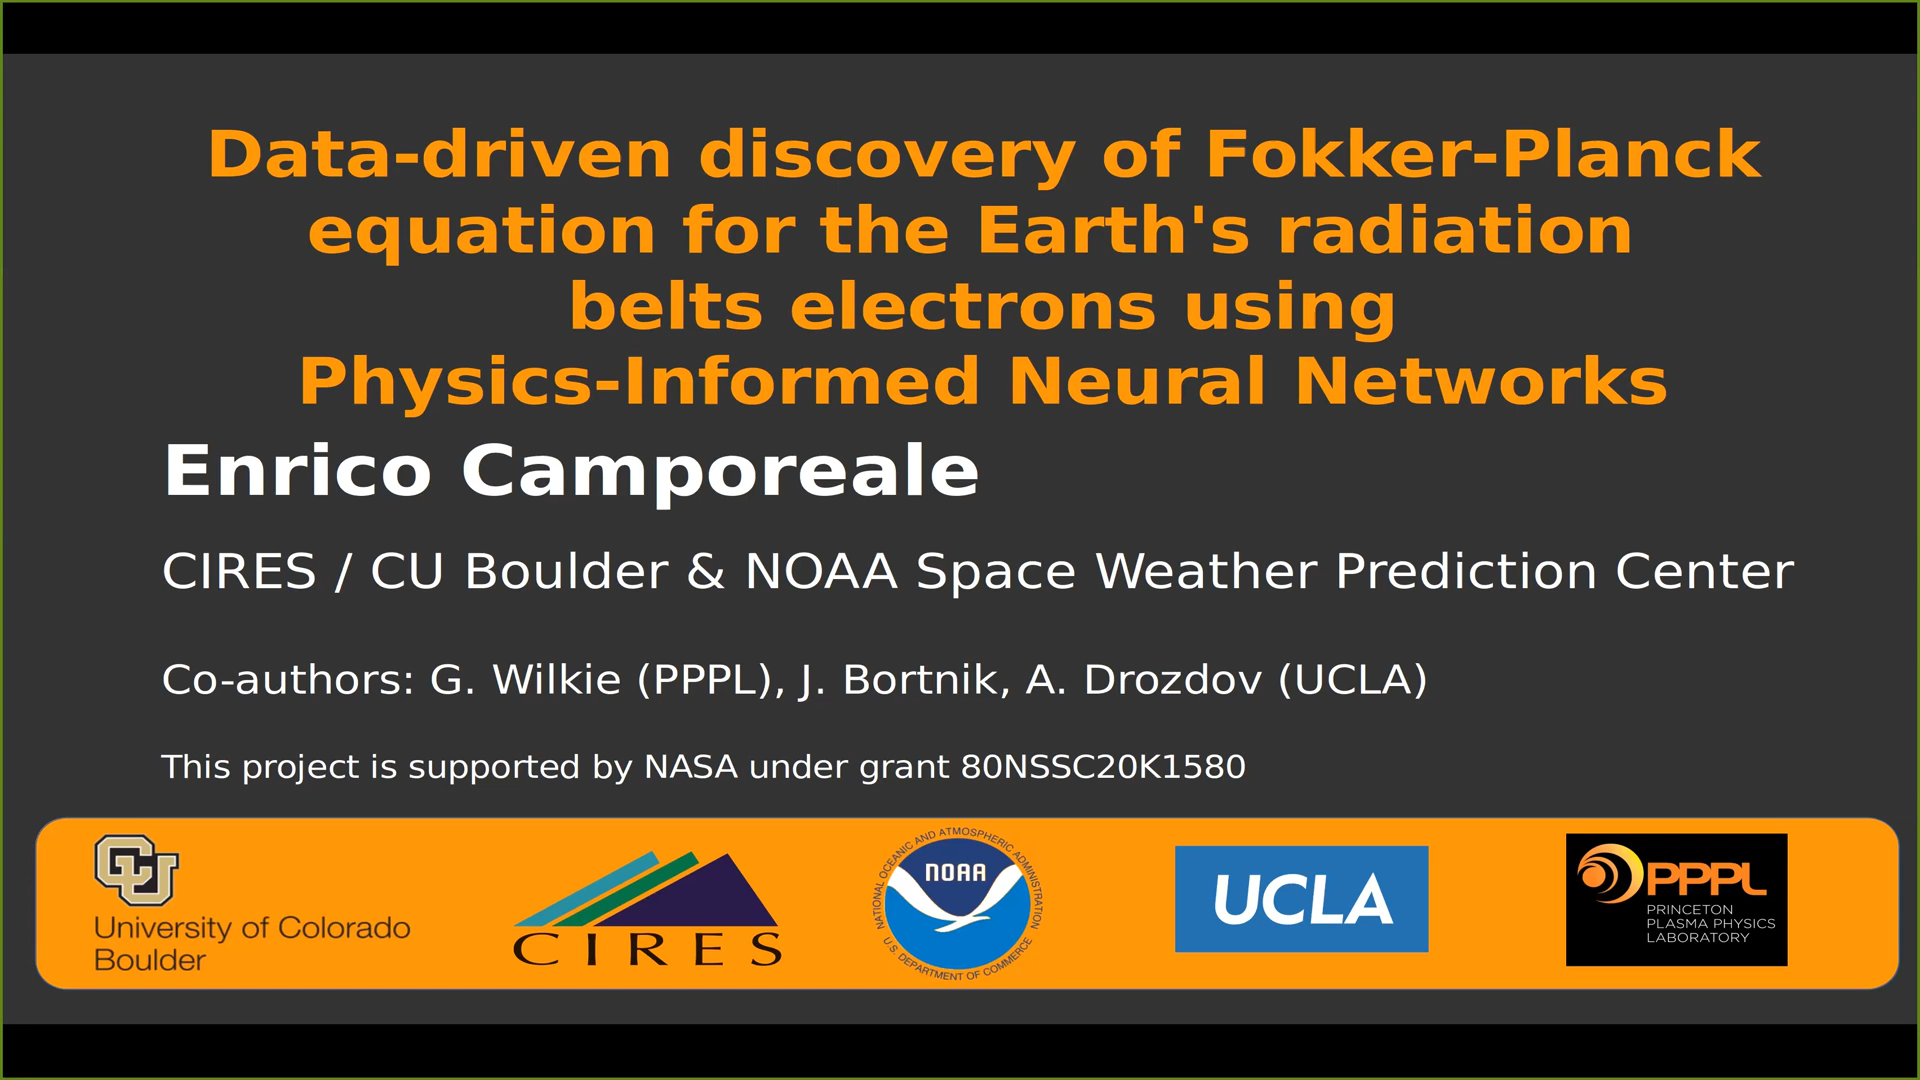 Data-driven discovery of Fokker-Planck
equation for the Earth's radiation
belts electrons using
Physics-Informed Neural Networks
Enrico Camporeale
CIRES / CU Boulder & NOAA Space Weather Prediction Center
Co-authors: G. Wilkie (PPPL), J. Bortnik, A. Drozdov (UCLA)
This project is supported by NASA under grant 80NSSC20K1580
CU
University of Colorado
Boulder
CIRES
NATIONAL OCEANIC AND ATMOSPHERIC ADMINISTRATION
NOAA
U.S. DEPARTMENT OF COMMERCE
UCLA
PPPL
PRINCETON
PLASMA PHYSICS
LABORATORY